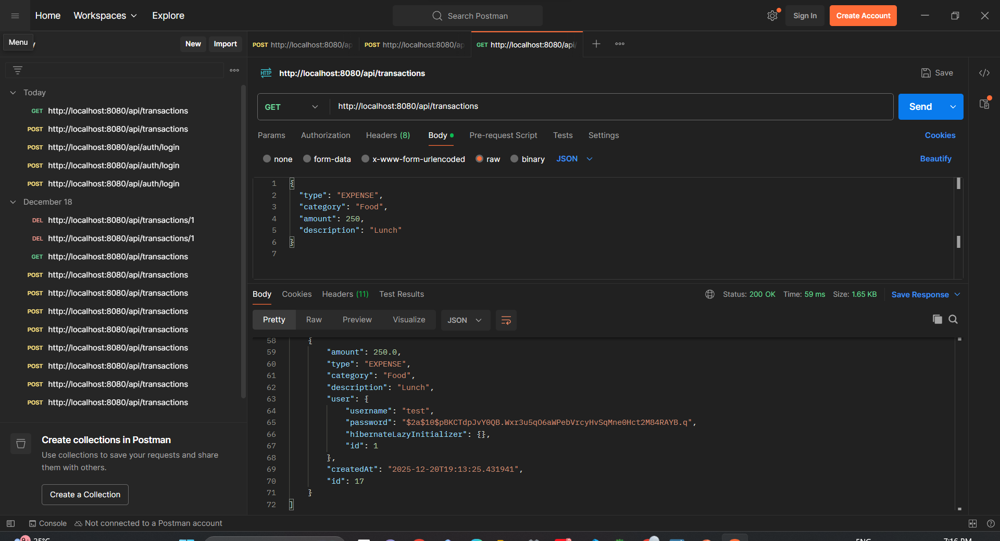 Home Workspaces Explore Search Postman Sign In Create Account
Menu New Import
POST http://localhost:8080/ap POST http://localhost:8080/ap GET http://localhost:8080/api/
HTTP http://localhost:8080/api/transactions Save
Today
GET http://localhost:8080/api/transactions
POST http://localhost:8080/api/transactions
POST http://localhost:8080/api/auth/login
POST http://localhost:8080/api/auth/login
POST http://localhost:8080/api/auth/login
December 18
DEL http://localhost:8080/api/transactions/1
DEL http://localhost:8080/api/transactions/1
GET http://localhost:8080/api/transactions
POST http://localhost:8080/api/transactions
POST http://localhost:8080/api/transactions
POST http://localhost:8080/api/transactions
POST http://localhost:8080/api/transactions
POST http://localhost:8080/api/transactions
POST http://localhost:8080/api/transactions
POST http://localhost:8080/api/transactions
POST http://localhost:8080/api/transactions
Create collections in Postman
Use collections to save your requests and share
them with others.
Create a Collection
GET http://localhost:8080/api/transactions Send
Params Authorization Headers (8) Body Pre-request Script Tests Settings Cookies
none form-data x-www-form-urlencoded raw binary JSON Beautify
1 {
2 "type": "EXPENSE",
3 "category": "Food",
4 "amount": 250,
5 "description": "Lunch"
6 }
7
Body Cookies Headers (11) Test Results Status: 200 OK Time: 59 ms Size: 1.65 KB Save Response
Pretty Raw Preview Visualize JSON
58 {
59 "amount": 250.0,
60 "type": "EXPENSE",
61 "category": "Food",
62 "description": "Lunch",
63 "user": {
64 "username": "test",
65 "password": "$2a$10$pBKCTdpJvY0QB.Wxr3u5qO6aWPebVrcyHvSqMne0Hct2M84RAYB.q",
66 "hibernateLazyInitializer": {},
67 "id": 1
68 },
69 "createdAt": "2025-12-20T19:13:25.431941",
70 "id": 17
71 }
72 ]
Console Not connected to a Postman account
9+ 25°C ENG 7:16 PM